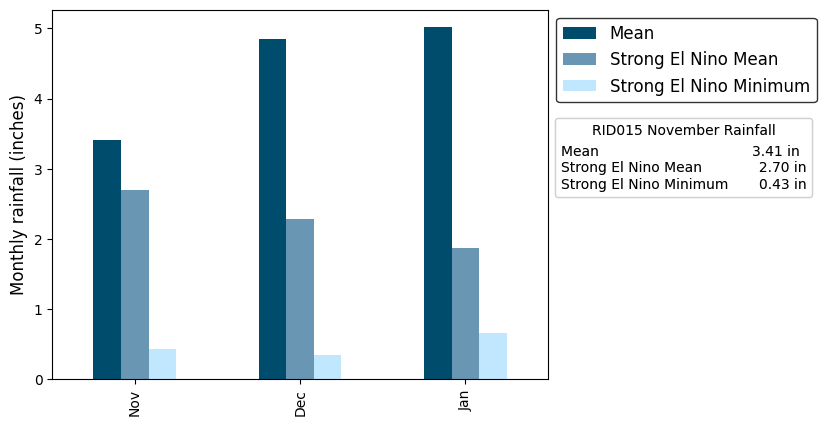 Monthly rainfall (inches)
5
4
3
2
1
0
Nov
Dec
Jan
Mean
Strong El Nino Mean
Strong El Nino Minimum
RID015 November Rainfall
Mean 3.41 in
Strong El Nino Mean 2.70 in
Strong El Nino Minimum 0.43 in